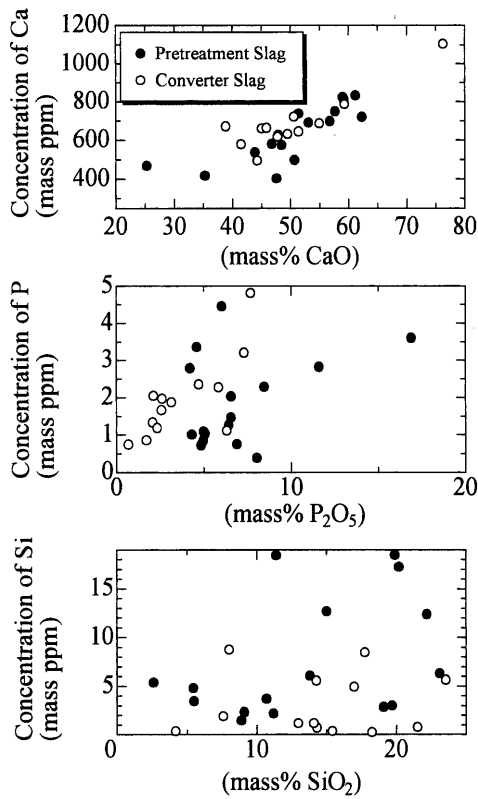 Concentration of Ca
(mass ppm)
1200
1000
800
600
400
● Pretreatment Slag
○ Converter Slag
20 30 40 50 60 70 80
(mass% CaO)
Concentration of P
(mass ppm)
5
4
3
2
1
0
0 10 20
(mass% P₂O₅)
Concentration of Si
(mass ppm)
15
10
5
0 10 20
(mass% SiO₂)